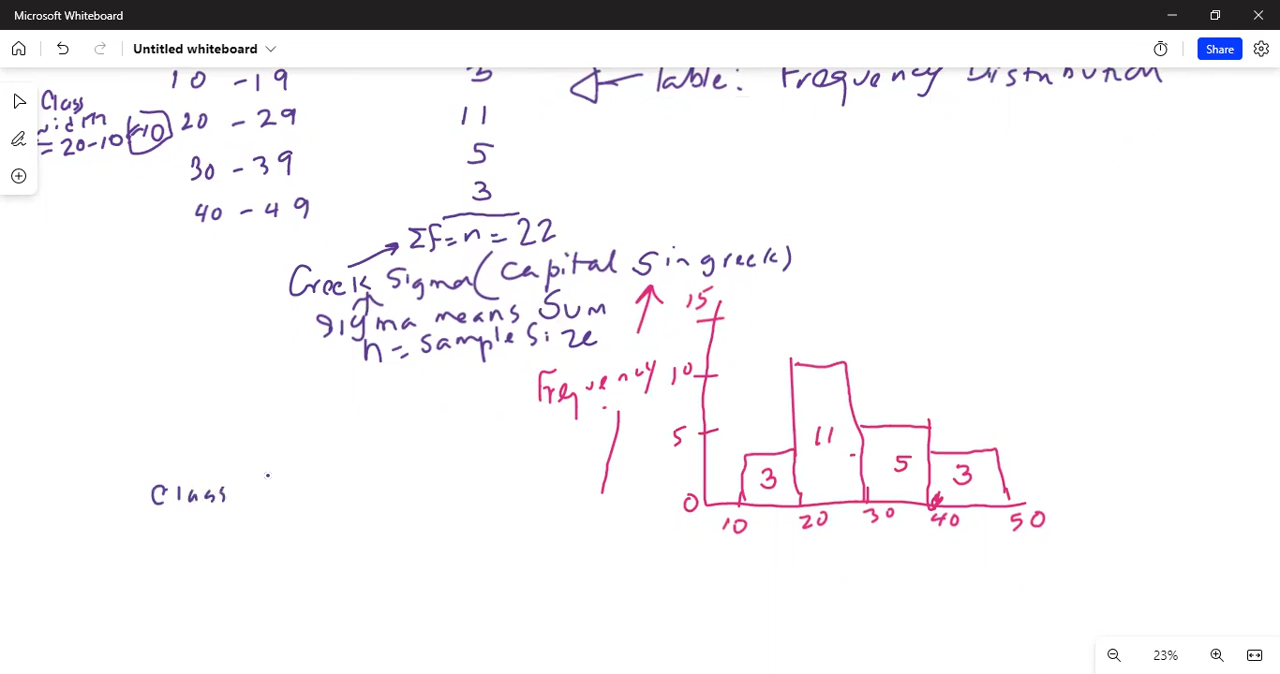 Microsoft Whiteboard
Untitled whiteboard
Share
Table: Frequency Distribution
10 - 19 3
Class
width
= 20-10 = 10
20 - 29 11
30 - 39 5
40 - 49 3
Σf = n = 22
Greek Sigma (Capital S in greek)
Sigma means Sum
n = sample size
15
Frequency 10
5
0
3 11 5 3
10 20 30 40 50
Class
23%